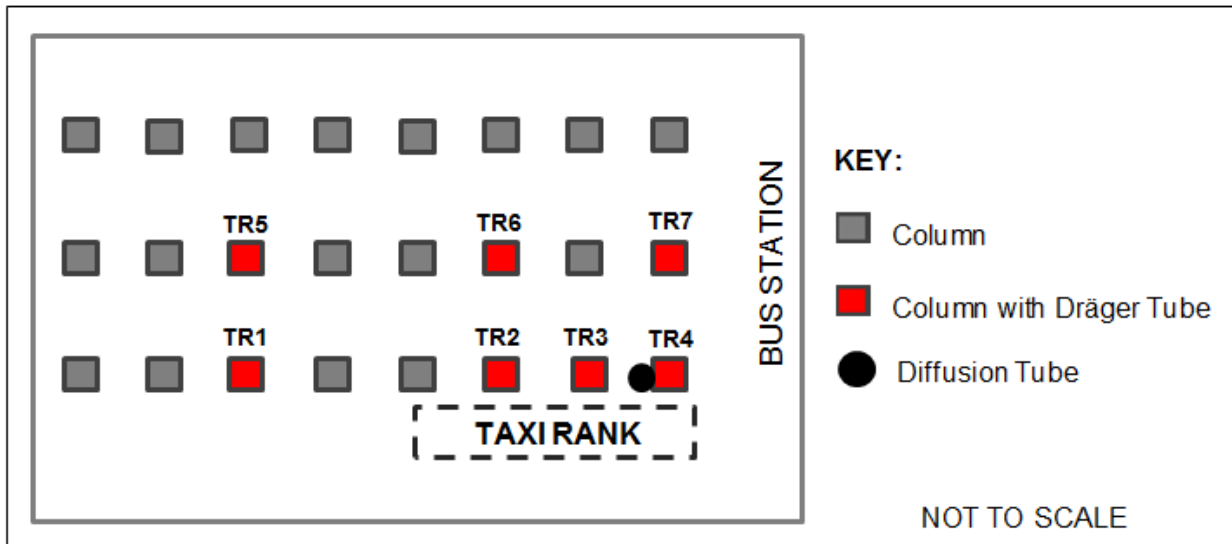 TR5
TR6
TR7
TR1
TR2
TR3
TR4
TAXI RANK
BUS STATION
KEY:
Column
Column with Dräger Tube
Diffusion Tube
NOT TO SCALE